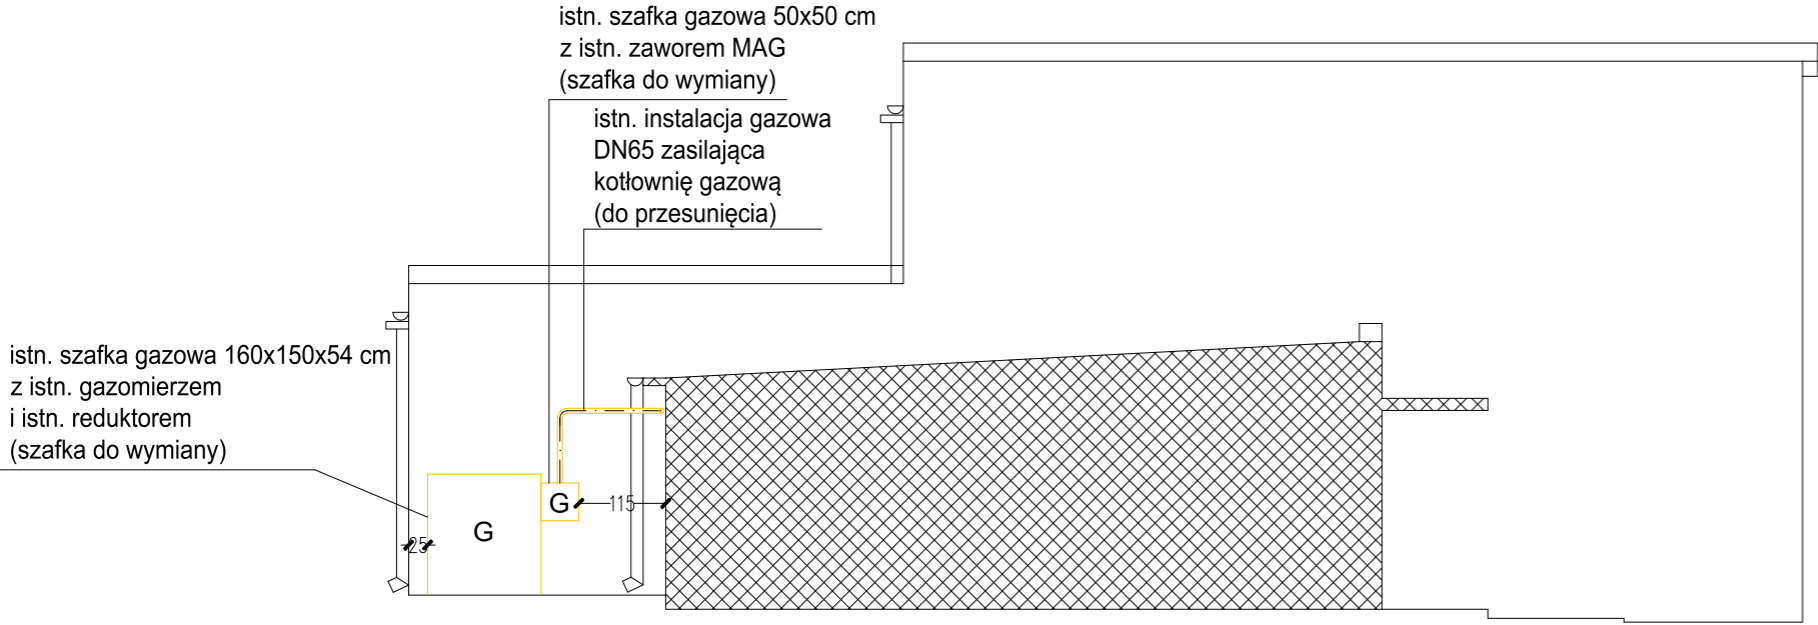 istn. szafka gazowa 50x50 cm
z istn. zaworem MAG
(szafka do wymiany)
istn. instalacja gazowa
DN65 zasilająca
kotłownię gazową
(do przesunięcia)
istn. szafka gazowa 160x150x54 cm
z istn. gazomierzem
i istn. reduktorem
(szafka do wymiany)
G
115
G
25